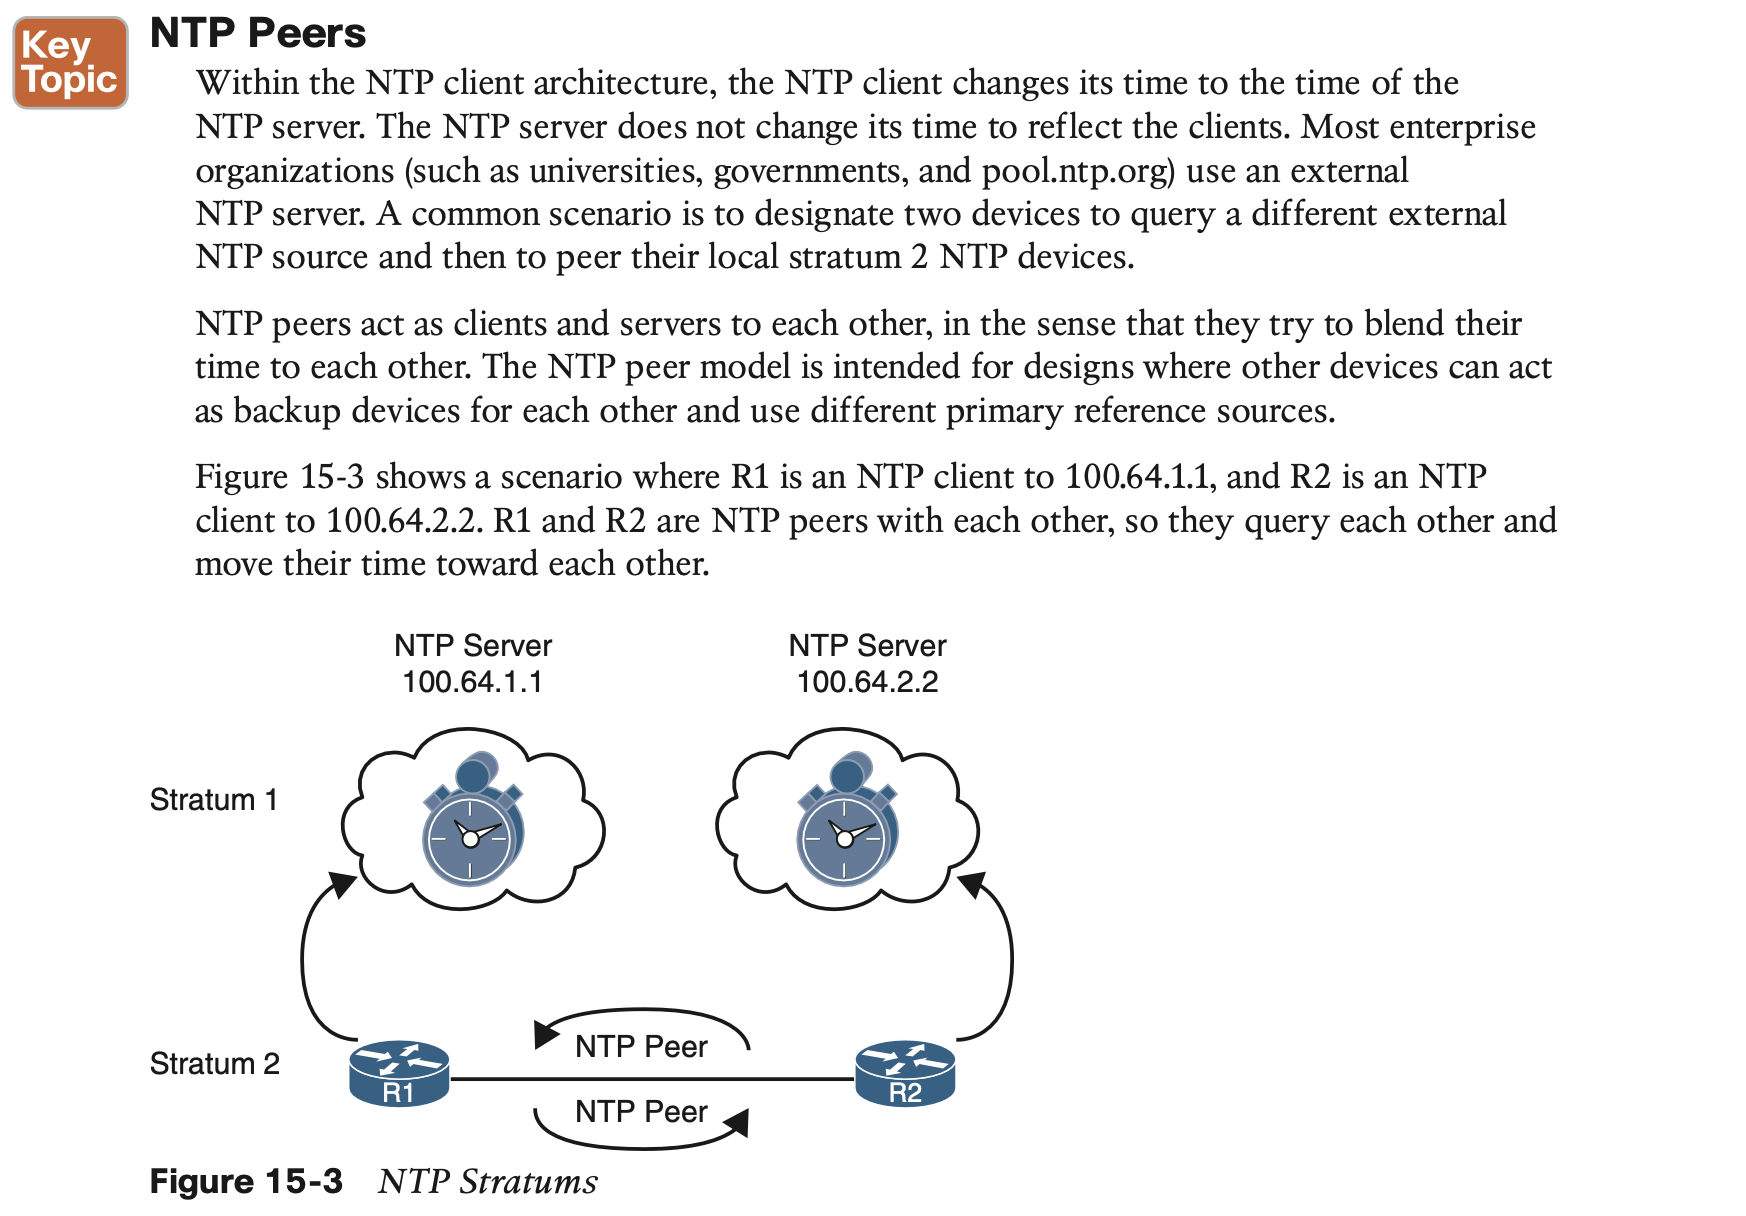 Key
Topic
NTP Peers
Within the NTP client architecture, the NTP client changes its time to the time of the
NTP server. The NTP server does not change its time to reflect the clients. Most enterprise
organizations (such as universities, governments, and pool.ntp.org) use an external
NTP server. A common scenario is to designate two devices to query a different external
NTP source and then to peer their local stratum 2 NTP devices.
NTP peers act as clients and servers to each other, in the sense that they try to blend their
time to each other. The NTP peer model is intended for designs where other devices can act
as backup devices for each other and use different primary reference sources.
Figure 15-3 shows a scenario where R1 is an NTP client to 100.64.1.1, and R2 is an NTP
client to 100.64.2.2. R1 and R2 are NTP peers with each other, so they query each other and
move their time toward each other.
NTP Server
100.64.1.1
NTP Server
100.64.2.2
Stratum 1
Stratum 2
R1
NTP Peer
NTP Peer
R2
Figure 15-3 NTP Stratums